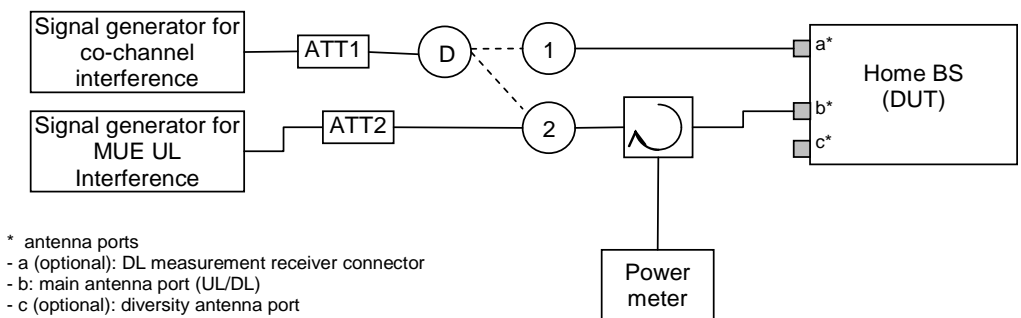 Signal generator for
co-channel
interference
ATT1
D
1
a*
Home BS
(DUT)
Signal generator for
MUE UL
Interference
ATT2
2
b*
c*
Power
meter
* antenna ports
- a (optional): DL measurement receiver connector
- b: main antenna port (UL/DL)
- c (optional): diversity antenna port